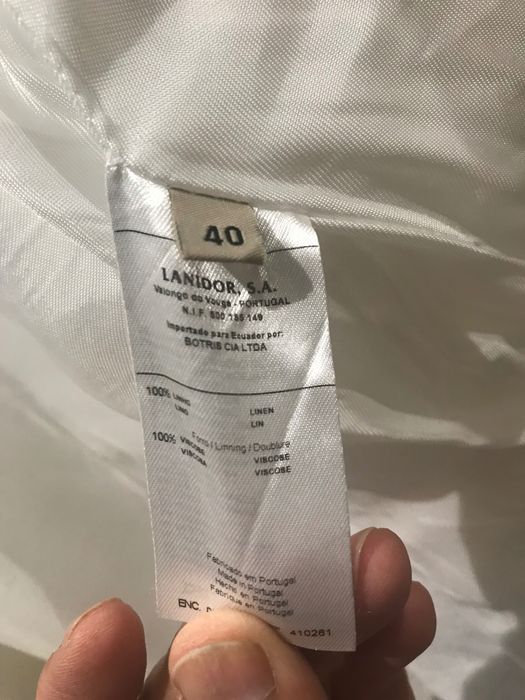 40
LANIDOR, S.A.
Valongo do Vouga - PORTUGAL
N.I.F. 500 155 149
Importado para Ecuador por:
BOTRIS CIA LTDA
100% LINHO LINEN
LINO LIN
Forro / Linning / Doublure
100% VISCOSE VISCOSE
VISCOSA VISCOSE
Fabricado em Portugal
Made in Portugal
Hecho en Portugal
Fabriqué en Portugal
ENC. 410261